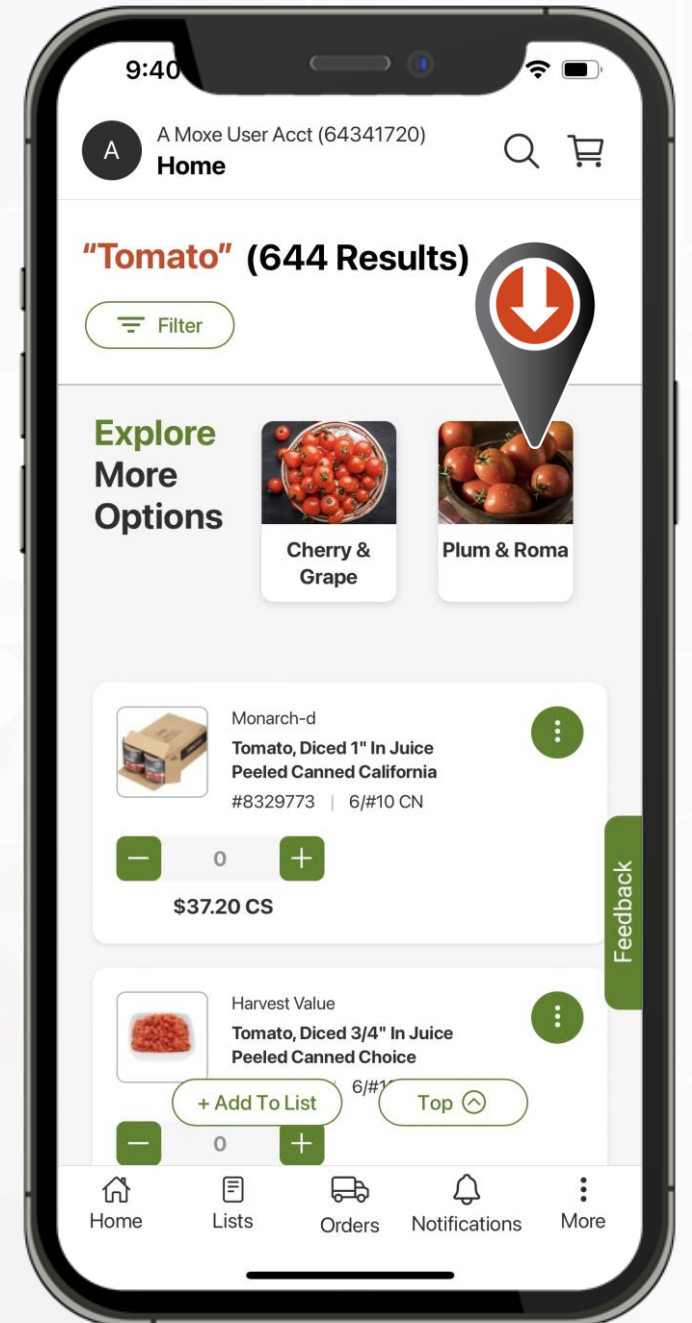 9:40
A
A Moxe User Acct (64341720)
Home
“Tomato” (644 Results)
Filter
Explore
More
Options
Cherry &
Grape
Plum & Roma
Monarch-d
Tomato, Diced 1" In Juice
Peeled Canned California
#8329773 | 6/#10 CN
0
$37.20 CS
Feedback
Harvest Value
Tomato, Diced 3/4" In Juice
Peeled Canned Choice
+ Add To List
Top
0
Home
Lists
Orders
Notifications
More